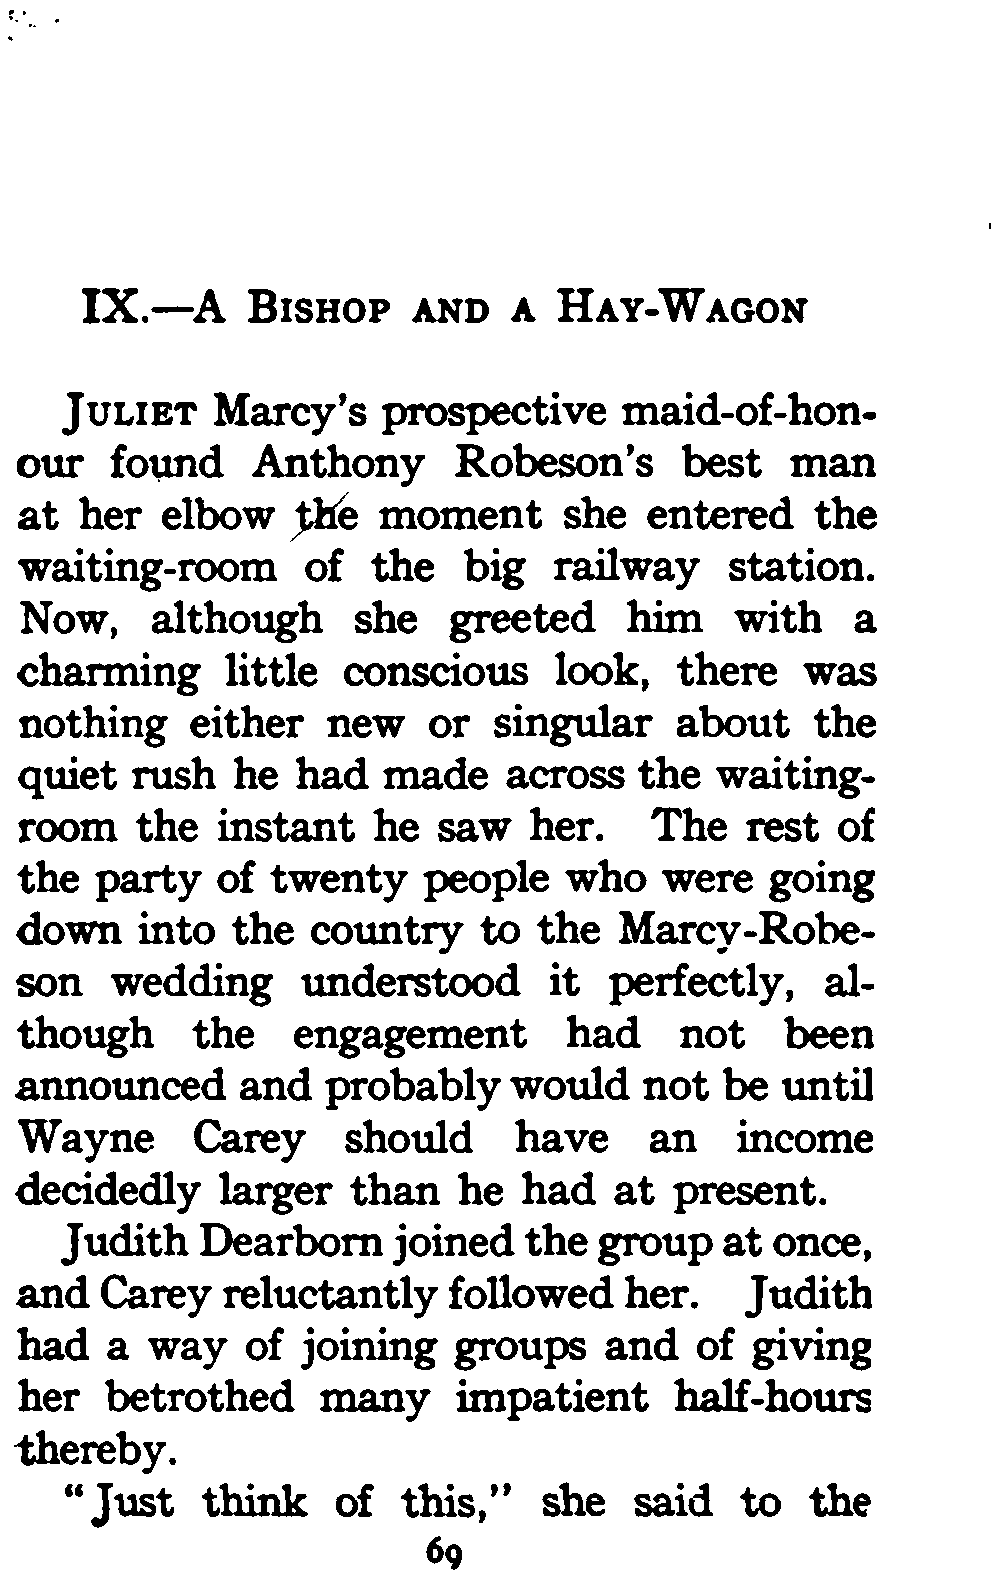 IX.—A Bishop and a Hay-Wagon
Juliet Marcy's prospective maid-of-hon-
our found Anthony Robeson's best man
at her elbow the moment she entered the
waiting-room of the big railway station.
Now, although she greeted him with a
charming little conscious look, there was
nothing either new or singular about the
quiet rush he had made across the waiting-
room the instant he saw her. The rest of
the party of twenty people who were going
down into the country to the Marcy-Robe-
son wedding understood it perfectly, al-
though the engagement had not been
announced and probably would not be until
Wayne Carey should have an income
decidedly larger than he had at present.
Judith Dearborn joined the group at once,
and Carey reluctantly followed her. Judith
had a way of joining groups and of giving
her betrothed many impatient half-hours
thereby.
“Just think of this,” she said to the
69